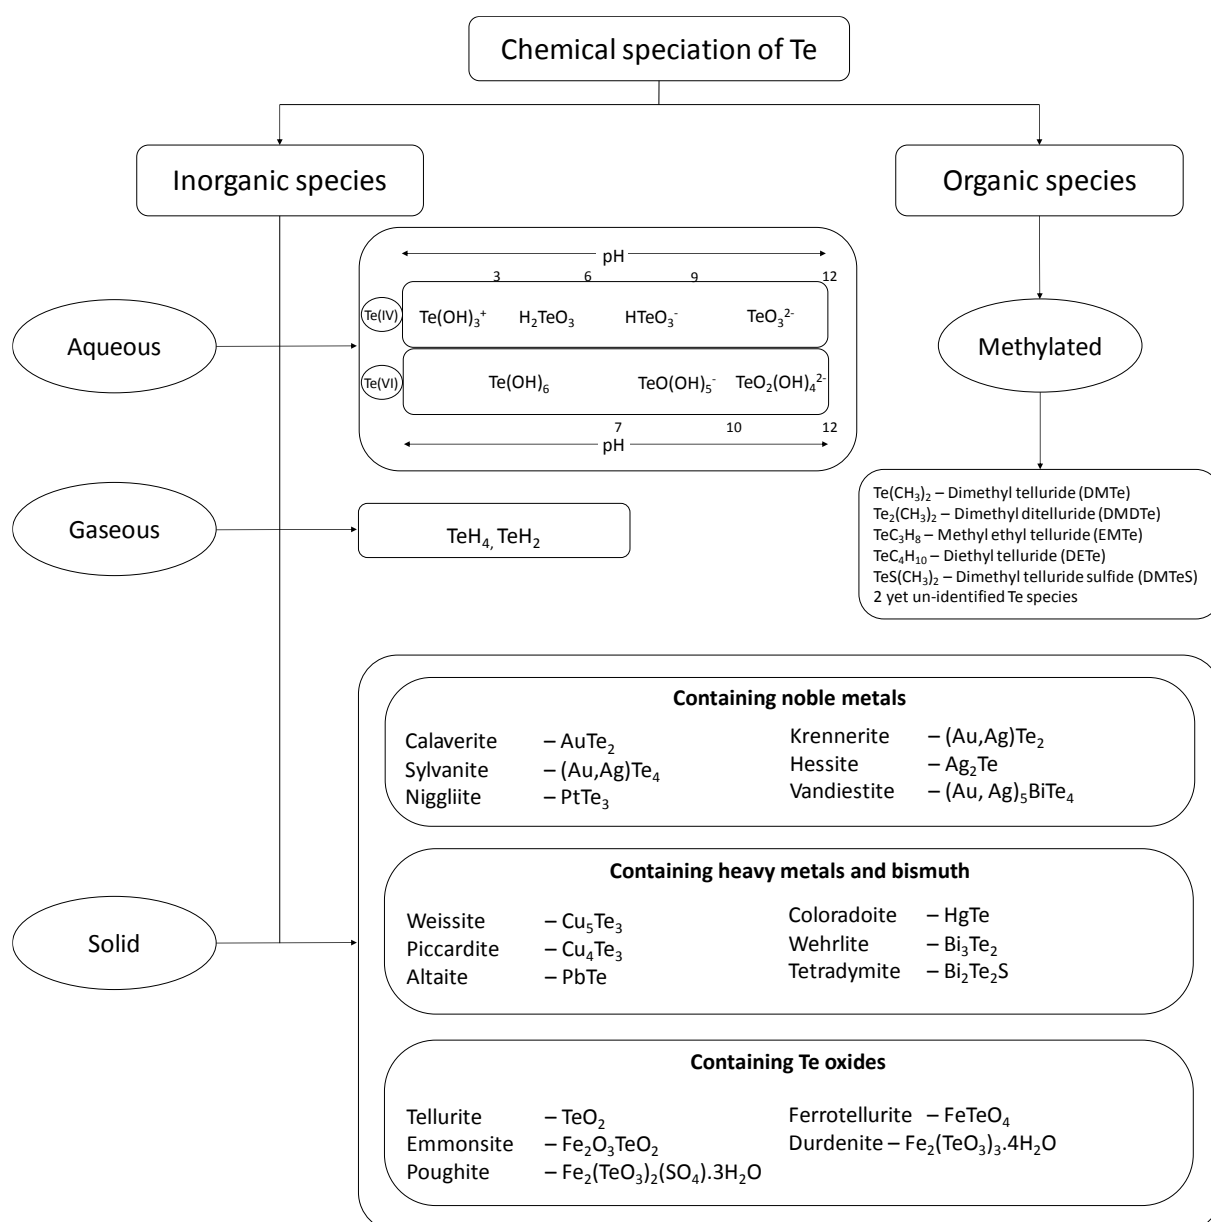 Chemical speciation of Te
Inorganic species
Organic species
Aqueous
pH
3 6 9 12
Te(IV) Te(OH)₃⁺ H₂TeO₃ HTeO₃⁻ TeO₃²⁻
Te(VI) Te(OH)₆ TeO(OH)₅⁻ TeO₂(OH)₄²⁻
7 10 12
pH
Methylated
Te(CH₃)₂ – Dimethyl telluride (DMTe)
Te₂(CH₃)₂ – Dimethyl ditelluride (DMDTe)
TeC₃H₈ – Methyl ethyl telluride (EMTe)
TeC₄H₁₀ – Diethyl telluride (DETe)
TeS(CH₃)₂ – Dimethyl telluride sulfide (DMTeS)
2 yet un-identified Te species
Gaseous
TeH₄, TeH₂
Solid
Containing noble metals
Calaverite – AuTe₂
Sylvanite – (Au,Ag)Te₄
Niggliite – PtTe₃
Krennerite – (Au,Ag)Te₂
Hessite – Ag₂Te
Vandiestite – (Au, Ag)₅BiTe₄
Containing heavy metals and bismuth
Weissite – Cu₅Te₃
Piccardite – Cu₄Te₃
Altaite – PbTe
Coloradoite – HgTe
Wehrlite – Bi₃Te₂
Tetradymite – Bi₂Te₂S
Containing Te oxides
Tellurite – TeO₂
Emmonsite – Fe₂O₃TeO₂
Poughite – Fe₂(TeO₃)₂(SO₄).3H₂O
Ferrotellurite – FeTeO₄
Durdenite – Fe₂(TeO₃)₃.4H₂O